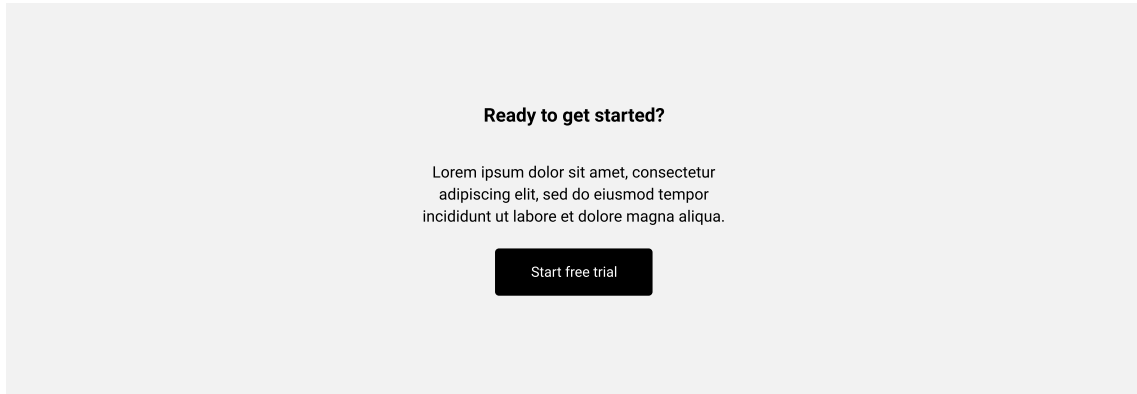 Ready to get started?
Lorem ipsum dolor sit amet, consectetur
adipiscing elit, sed do eiusmod tempor
incididunt ut labore et dolore magna aliqua.
Start free trial